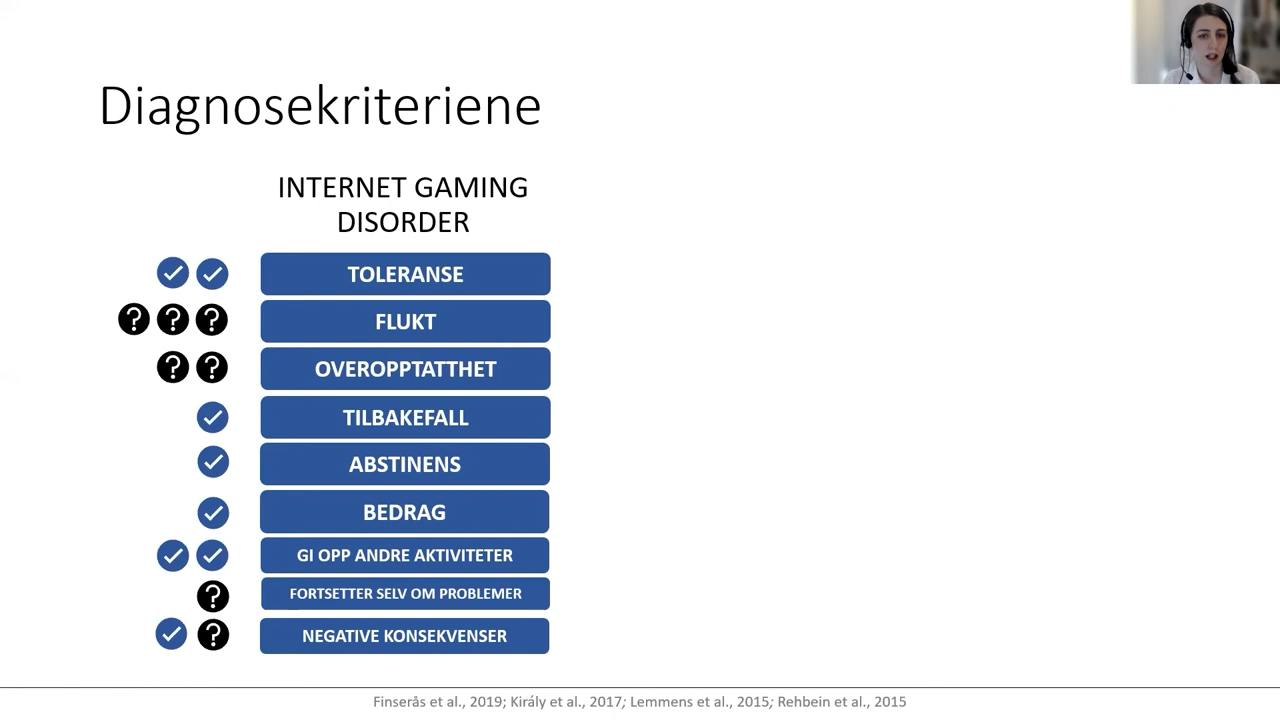 Diagnosekriteriene
INTERNET GAMING
DISORDER
TOLERANSE
? ? ? FLUKT
? ? OVEROPPTATTHET
TILBAKEFALL
ABSTINENS
BEDRAG
GI OPP ANDRE AKTIVITETER
? FORTSETTER SELV OM PROBLEMER
? NEGATIVE KONSEKVENSER
Finserås et al., 2019; Király et al., 2017; Lemmens et al., 2015; Rehbein et al., 2015